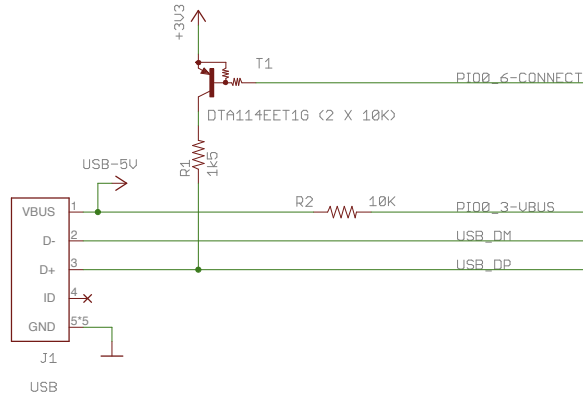 +3V3
T1
PIO0_6-CONNECT
DTA114EET1G (2 X 10K)
R1
1k5
USB-5V
VBUS 1
R2 10K PIO0_3-VBUS
D- 2
USB_DM
D+ 3
USB_DP
ID 4
GND 5*5
J1
USB